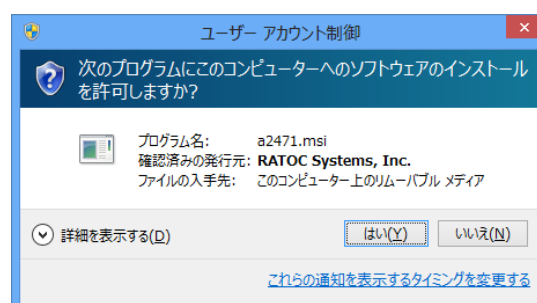 ユーザー アカウント制御
次のプログラムにこのコンピューターへのソフトウェアのインストール
を許可しますか?
プログラム名: a2471.msi
確認済みの発行元: RATOC Systems, Inc.
ファイルの入手先: このコンピューター上のリムーバブル メディア
詳細を表示する(D) はい(Y) いいえ(N)
これらの通知を表示するタイミングを変更する